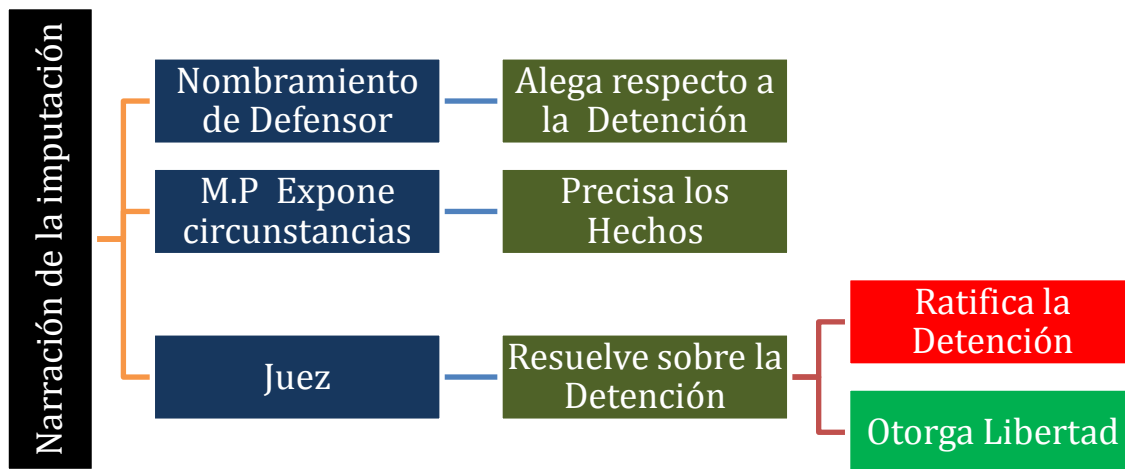 Narración de la imputación
Nombramiento
de Defensor
Alega respecto a
la Detención
M.P Expone
circunstancias
Precisa los
Hechos
Juez
Resuelve sobre la
Detención
Ratifica la
Detención
Otorga Libertad